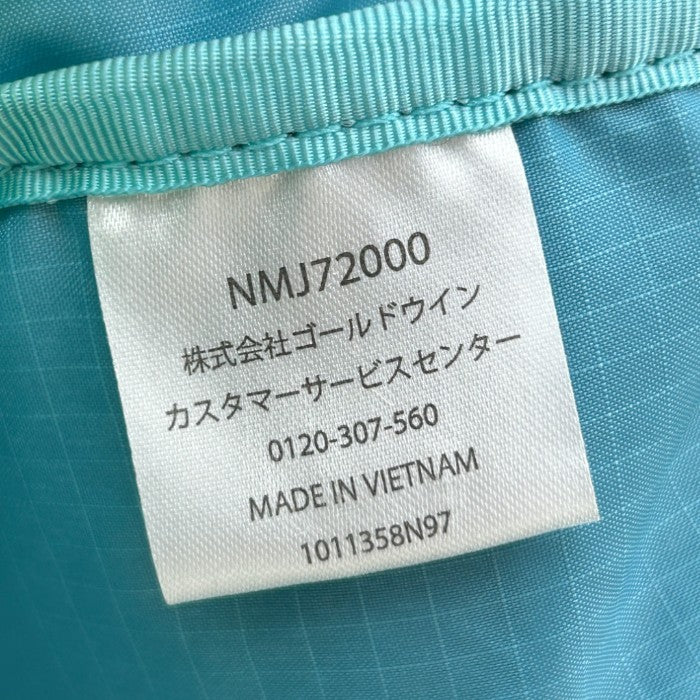 NMJ72000
株式会社ゴールドウイン
カスタマーサービスセンター
0120-307-560
MADE IN VIETNAM
1011358N97